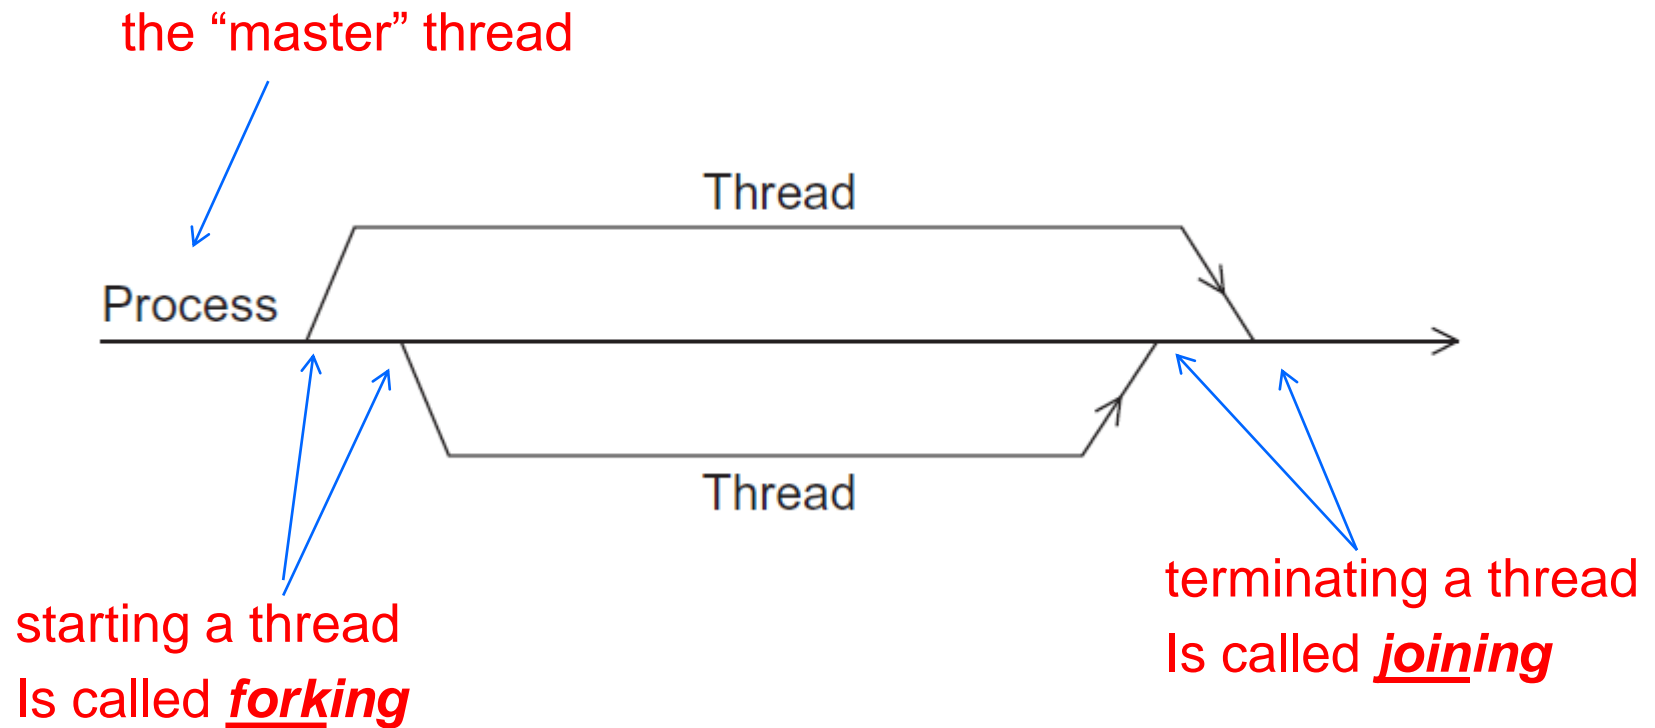 the “master” thread
Thread
Process
Thread
terminating a thread
Is called joining
starting a thread
Is called forking